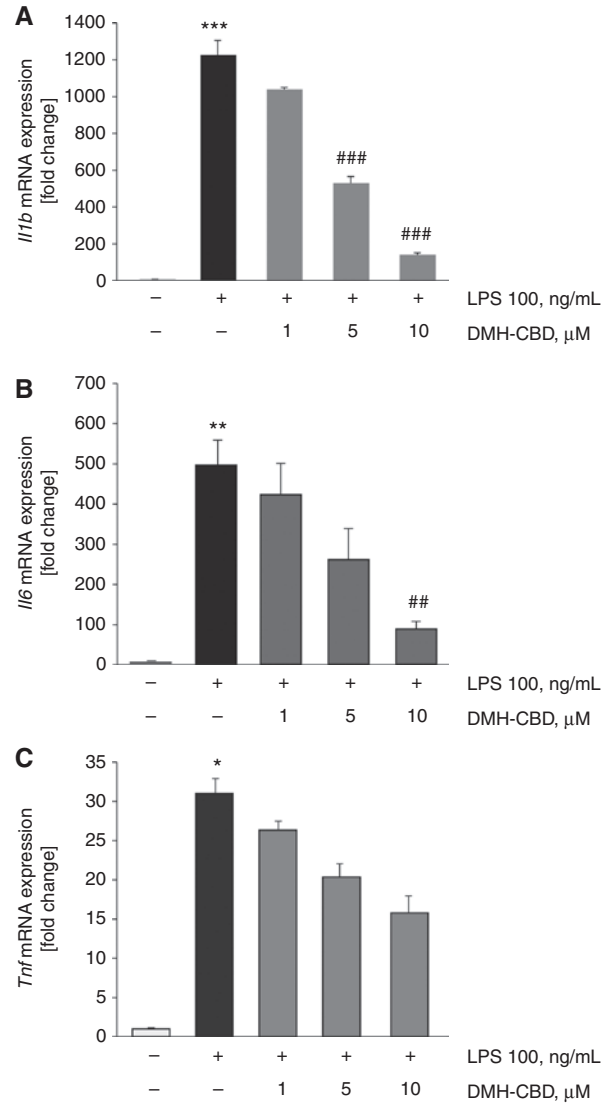 A
Il1b mRNA expression
[fold change]
1400
1200
1000
800
600
400
200
0
***
###
###
– + + + + LPS 100, ng/mL
– – 1 5 10 DMH-CBD, μM
B
Il6 mRNA expression
[fold change]
700
600
500
400
300
200
100
0
**
##
– + + + + LPS 100, ng/mL
– – 1 5 10 DMH-CBD, μM
C
Tnf mRNA expression
[fold change]
35
30
25
20
15
10
5
0
*
– + + + + LPS 100, ng/mL
– – 1 5 10 DMH-CBD, μM